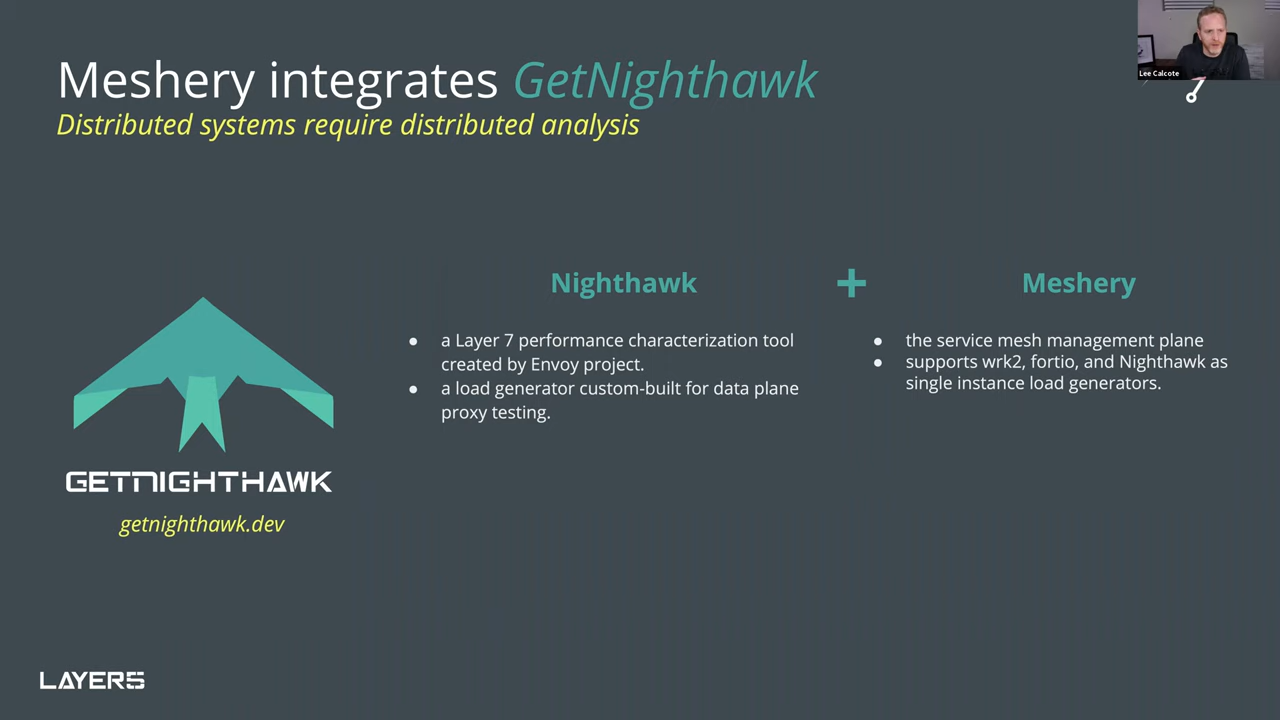 Lee Calcote
Meshery integrates GetNighthawk
Distributed systems require distributed analysis
Nighthawk
● a Layer 7 performance characterization tool
created by Envoy project.
● a load generator custom-built for data plane
proxy testing.
+
Meshery
● the service mesh management plane
● supports wrk2, fortio, and Nighthawk as
single instance load generators.
GETNIGHTHAWK
getnighthawk.dev
LAYER5